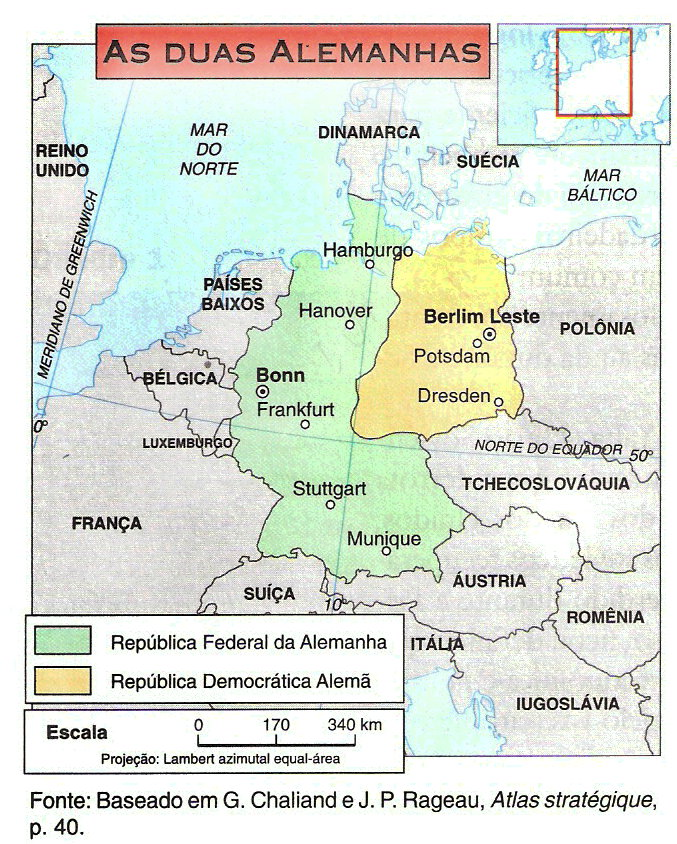 AS DUAS ALEMANHAS
REINO
UNIDO
MAR
DO
NORTE
DINAMARCA
SUÉCIA
MAR
BÁLTICO
MERIDIANO DE GREENWICH
Hamburgo
PAÍSES
BAIXOS
Hanover
Berlim Leste
POLÔNIA
Potsdam
BÉLGICA
Bonn
Dresden
Frankfurt
0°
LUXEMBURGO
NORTE DO EQUADOR
50°
TCHECOSLOVÁQUIA
Stuttgart
FRANÇA
Munique
ÁUSTRIA
SUÍÇA
10°
ROMÊNIA
ITÁLIA
IUGOSLÁVIA
República Federal da Alemanha
República Democrática Alemã
Escala
0 170 340 km
Projeção: Lambert azimutal equal-área
Fonte: Baseado em G. Chaliand e J. P. Rageau, Atlas stratégique,
p. 40.